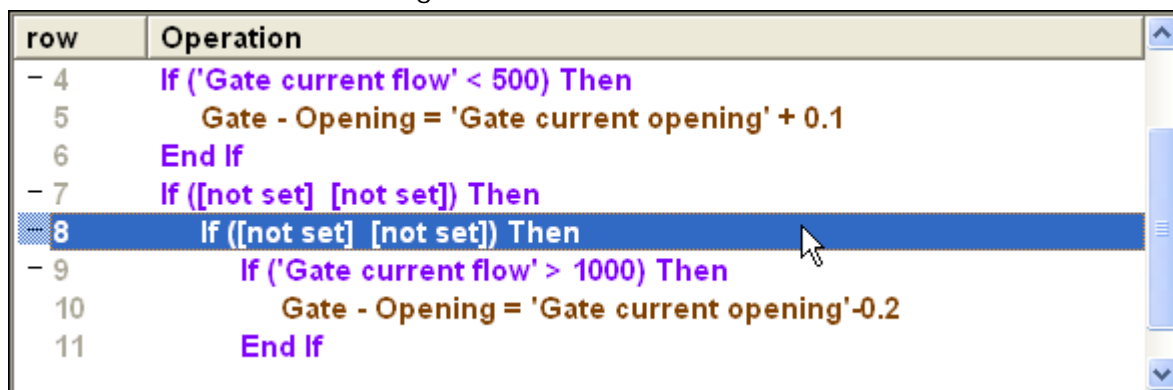 row Operation
- 4 If ('Gate current flow' < 500) Then
5 Gate - Opening = 'Gate current opening' + 0.1
6 End If
- 7 If ([not set]  [not set]) Then
- 8 If ([not set]  [not set]) Then
- 9 If ('Gate current flow' > 1000) Then
10 Gate - Opening = 'Gate current opening'-0.2
11 End If